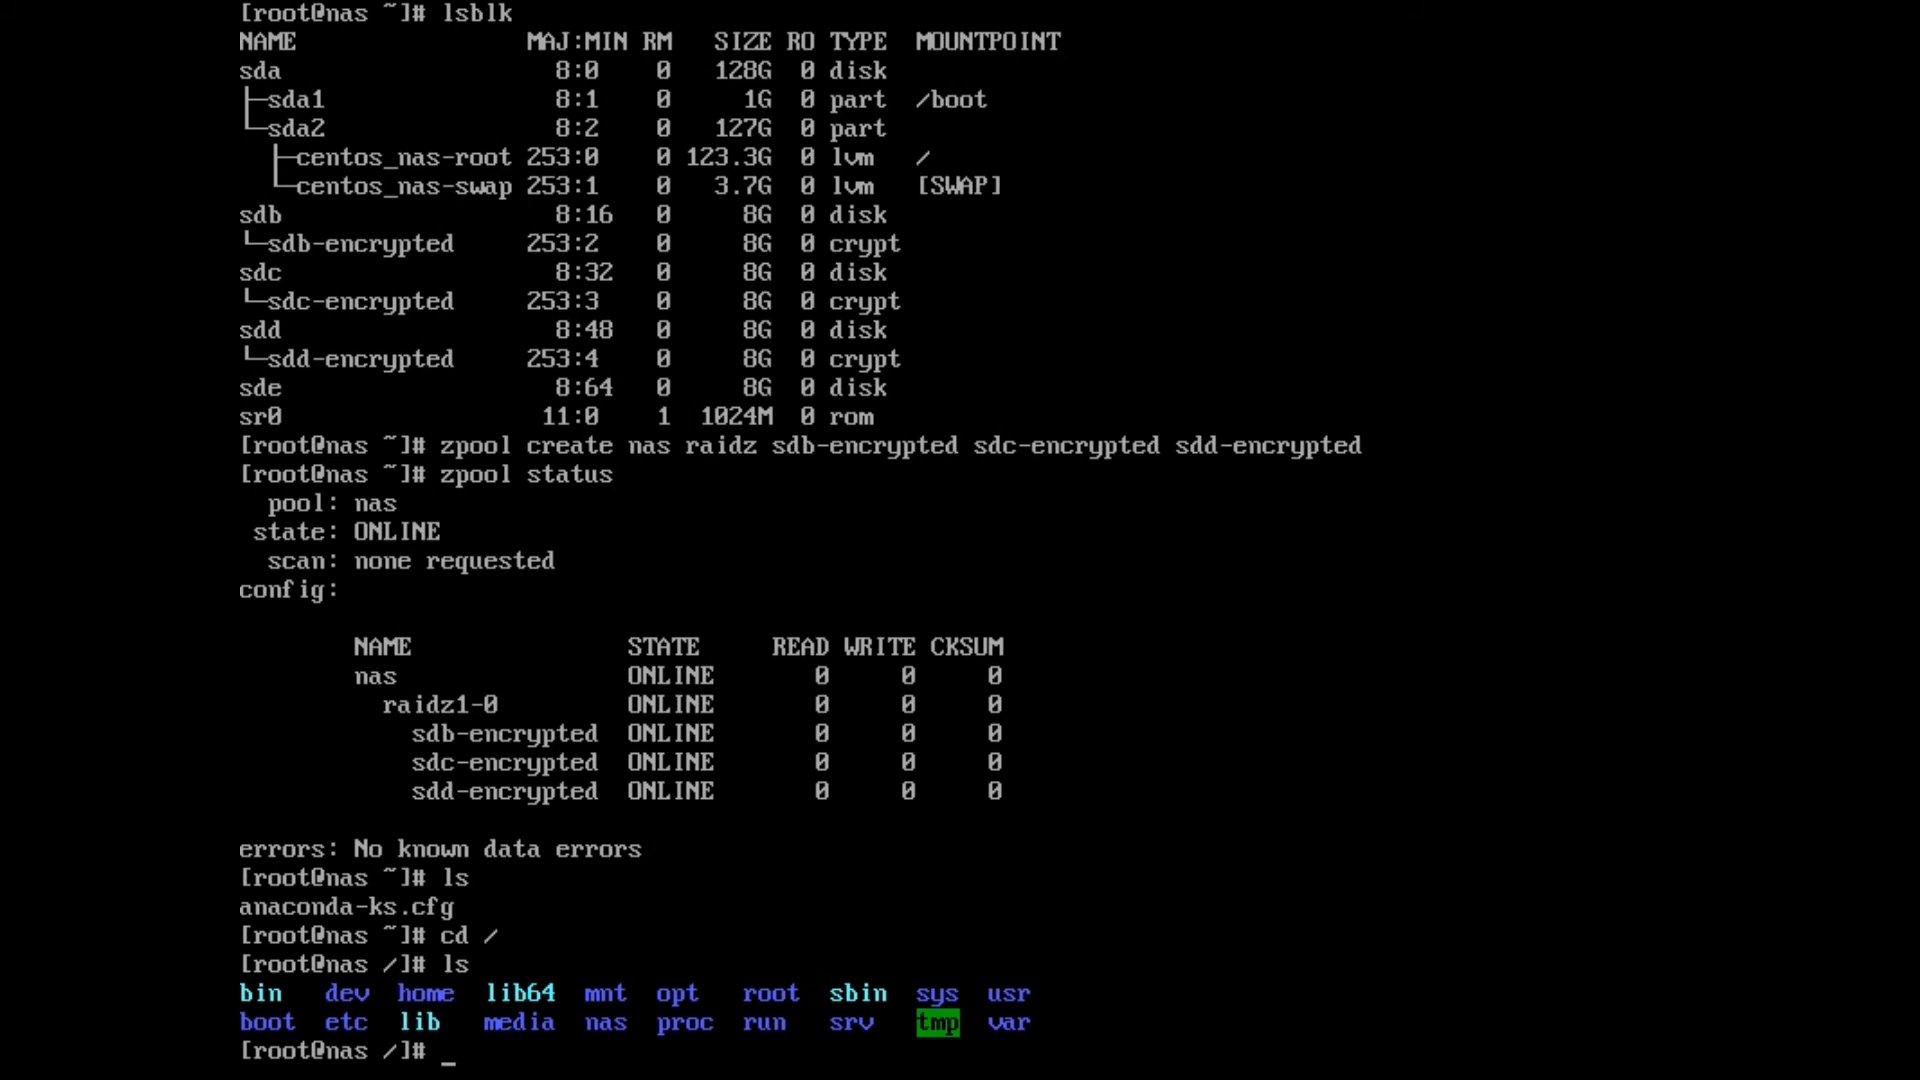 [root@nas ~]# lsblk
NAME                MAJ:MIN RM   SIZE RO TYPE  MOUNTPOINT
sda                   8:0    0   128G  0 disk
├─sda1                8:1    0     1G  0 part  /boot
└─sda2                8:2    0   127G  0 part
  ├─centos_nas-root 253:0    0 123.3G  0 lvm   /
  └─centos_nas-swap 253:1    0   3.7G  0 lvm   [SWAP]
sdb                   8:16   0     8G  0 disk
└─sdb-encrypted     253:2    0     8G  0 crypt
sdc                   8:32   0     8G  0 disk
└─sdc-encrypted     253:3    0     8G  0 crypt
sdd                   8:48   0     8G  0 disk
└─sdd-encrypted     253:4    0     8G  0 crypt
sde                   8:64   0     8G  0 disk
sr0                  11:0    1  1024M  0 rom
[root@nas ~]# zpool create nas raidz sdb-encrypted sdc-encrypted sdd-encrypted
[root@nas ~]# zpool status
  pool: nas
 state: ONLINE
  scan: none requested
config:

        NAME               STATE     READ WRITE CKSUM
        nas                ONLINE       0     0     0
          raidz1-0         ONLINE       0     0     0
            sdb-encrypted  ONLINE       0     0     0
            sdc-encrypted  ONLINE       0     0     0
            sdd-encrypted  ONLINE       0     0     0

errors: No known data errors
[root@nas ~]# ls
anaconda-ks.cfg
[root@nas ~]# cd /
[root@nas /]# ls
bin   dev  home  lib64  mnt  opt   root  sbin  sys  usr
boot  etc  lib   media  nas  proc  run   srv   tmp  var
[root@nas /]# _